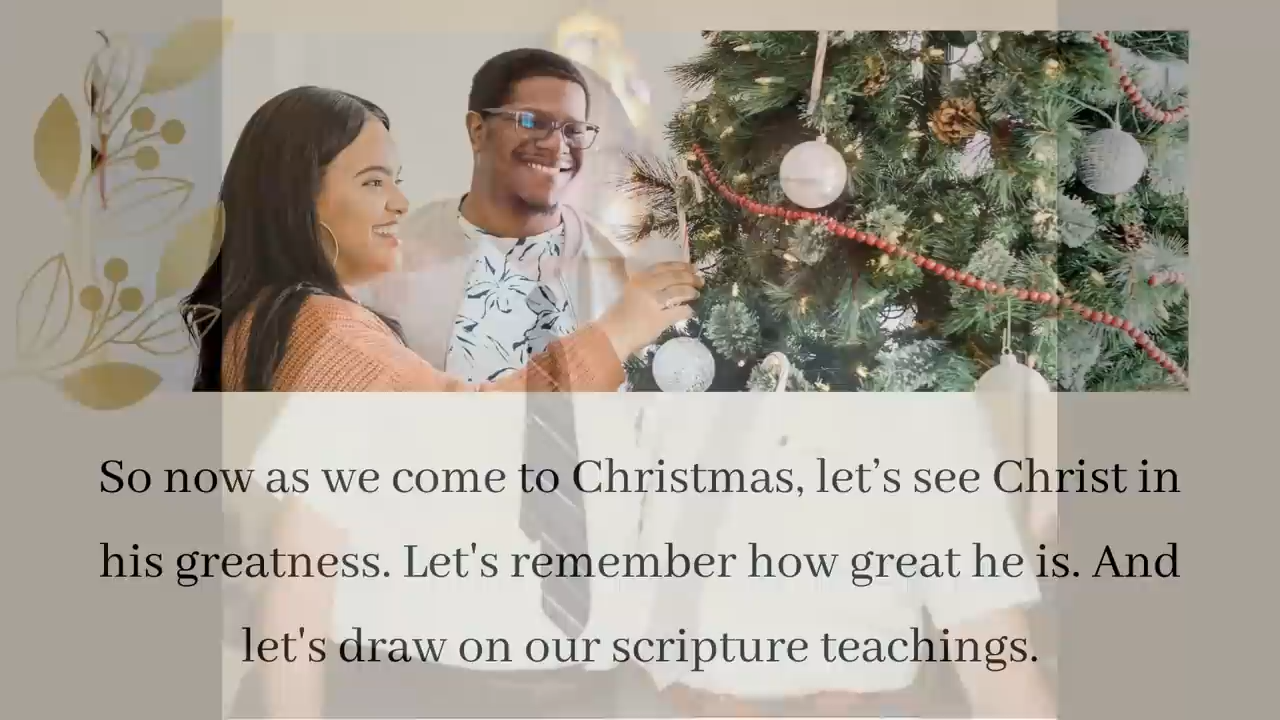 So now as we come to Christmas, let’s see Christ in
his greatness. Let's remember how great he is. And
let's draw on our scripture teachings.